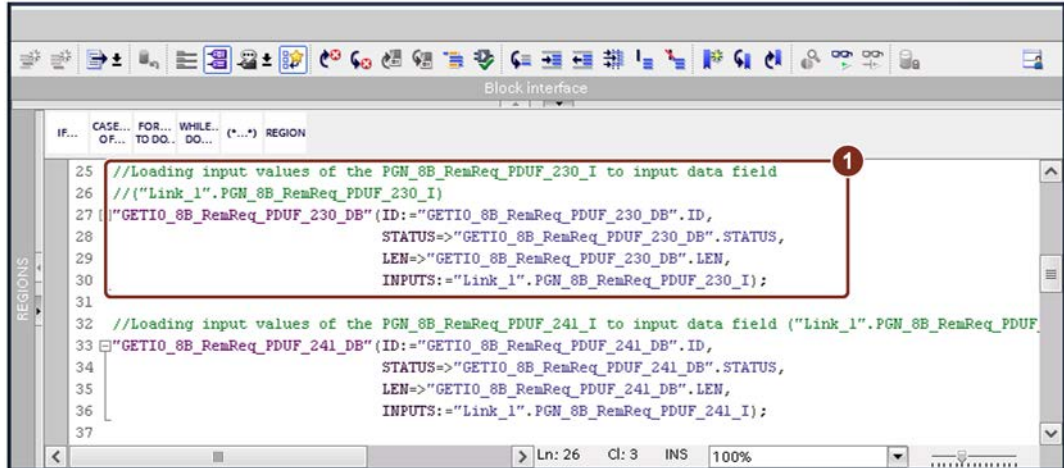 Block interface
IF... CASE... OF... FOR... TO DO.. WHILE.. DO... (*...*) REGION
REGIONS
1
25 //Loading input values of the PGN_8B_RemReq_PDUF_230_I to input data field
26 //("Link_1".PGN_8B_RemReq_PDUF_230_I)
27 "GETIO_8B_RemReq_PDUF_230_DB"(ID:="GETIO_8B_RemReq_PDUF_230_DB".ID,
28 STATUS=>"GETIO_8B_RemReq_PDUF_230_DB".STATUS,
29 LEN=>"GETIO_8B_RemReq_PDUF_230_DB".LEN,
30 INPUTS:="Link_1".PGN_8B_RemReq_PDUF_230_I);
31
32 //Loading input values of the PGN_8B_RemReq_PDUF_241_I to input data field ("Link_1".PGN_8B_RemReq_PDUF
33 "GETIO_8B_RemReq_PDUF_241_DB"(ID:="GETIO_8B_RemReq_PDUF_241_DB".ID,
34 STATUS=>"GETIO_8B_RemReq_PDUF_241_DB".STATUS,
35 LEN=>"GETIO_8B_RemReq_PDUF_241_DB".LEN,
36 INPUTS:="Link_1".PGN_8B_RemReq_PDUF_241_I);
37
Ln: 26 Cl: 3 INS 100%